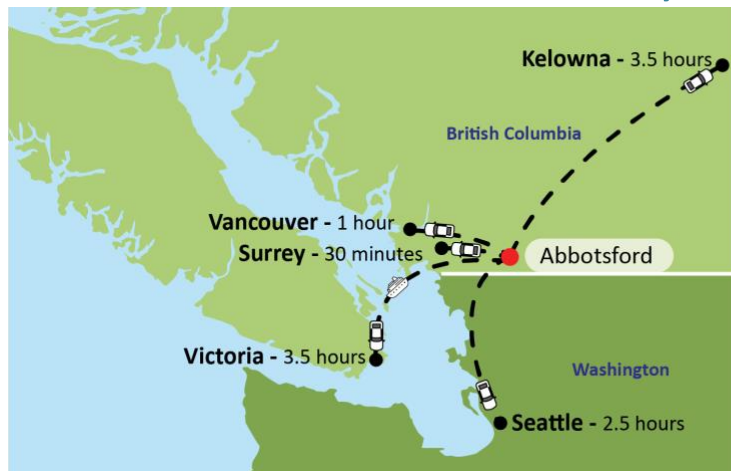 Kelowna - 3.5 hours
British Columbia
Vancouver - 1 hour
Surrey - 30 minutes
Abbotsford
Victoria - 3.5 hours
Washington
Seattle - 2.5 hours